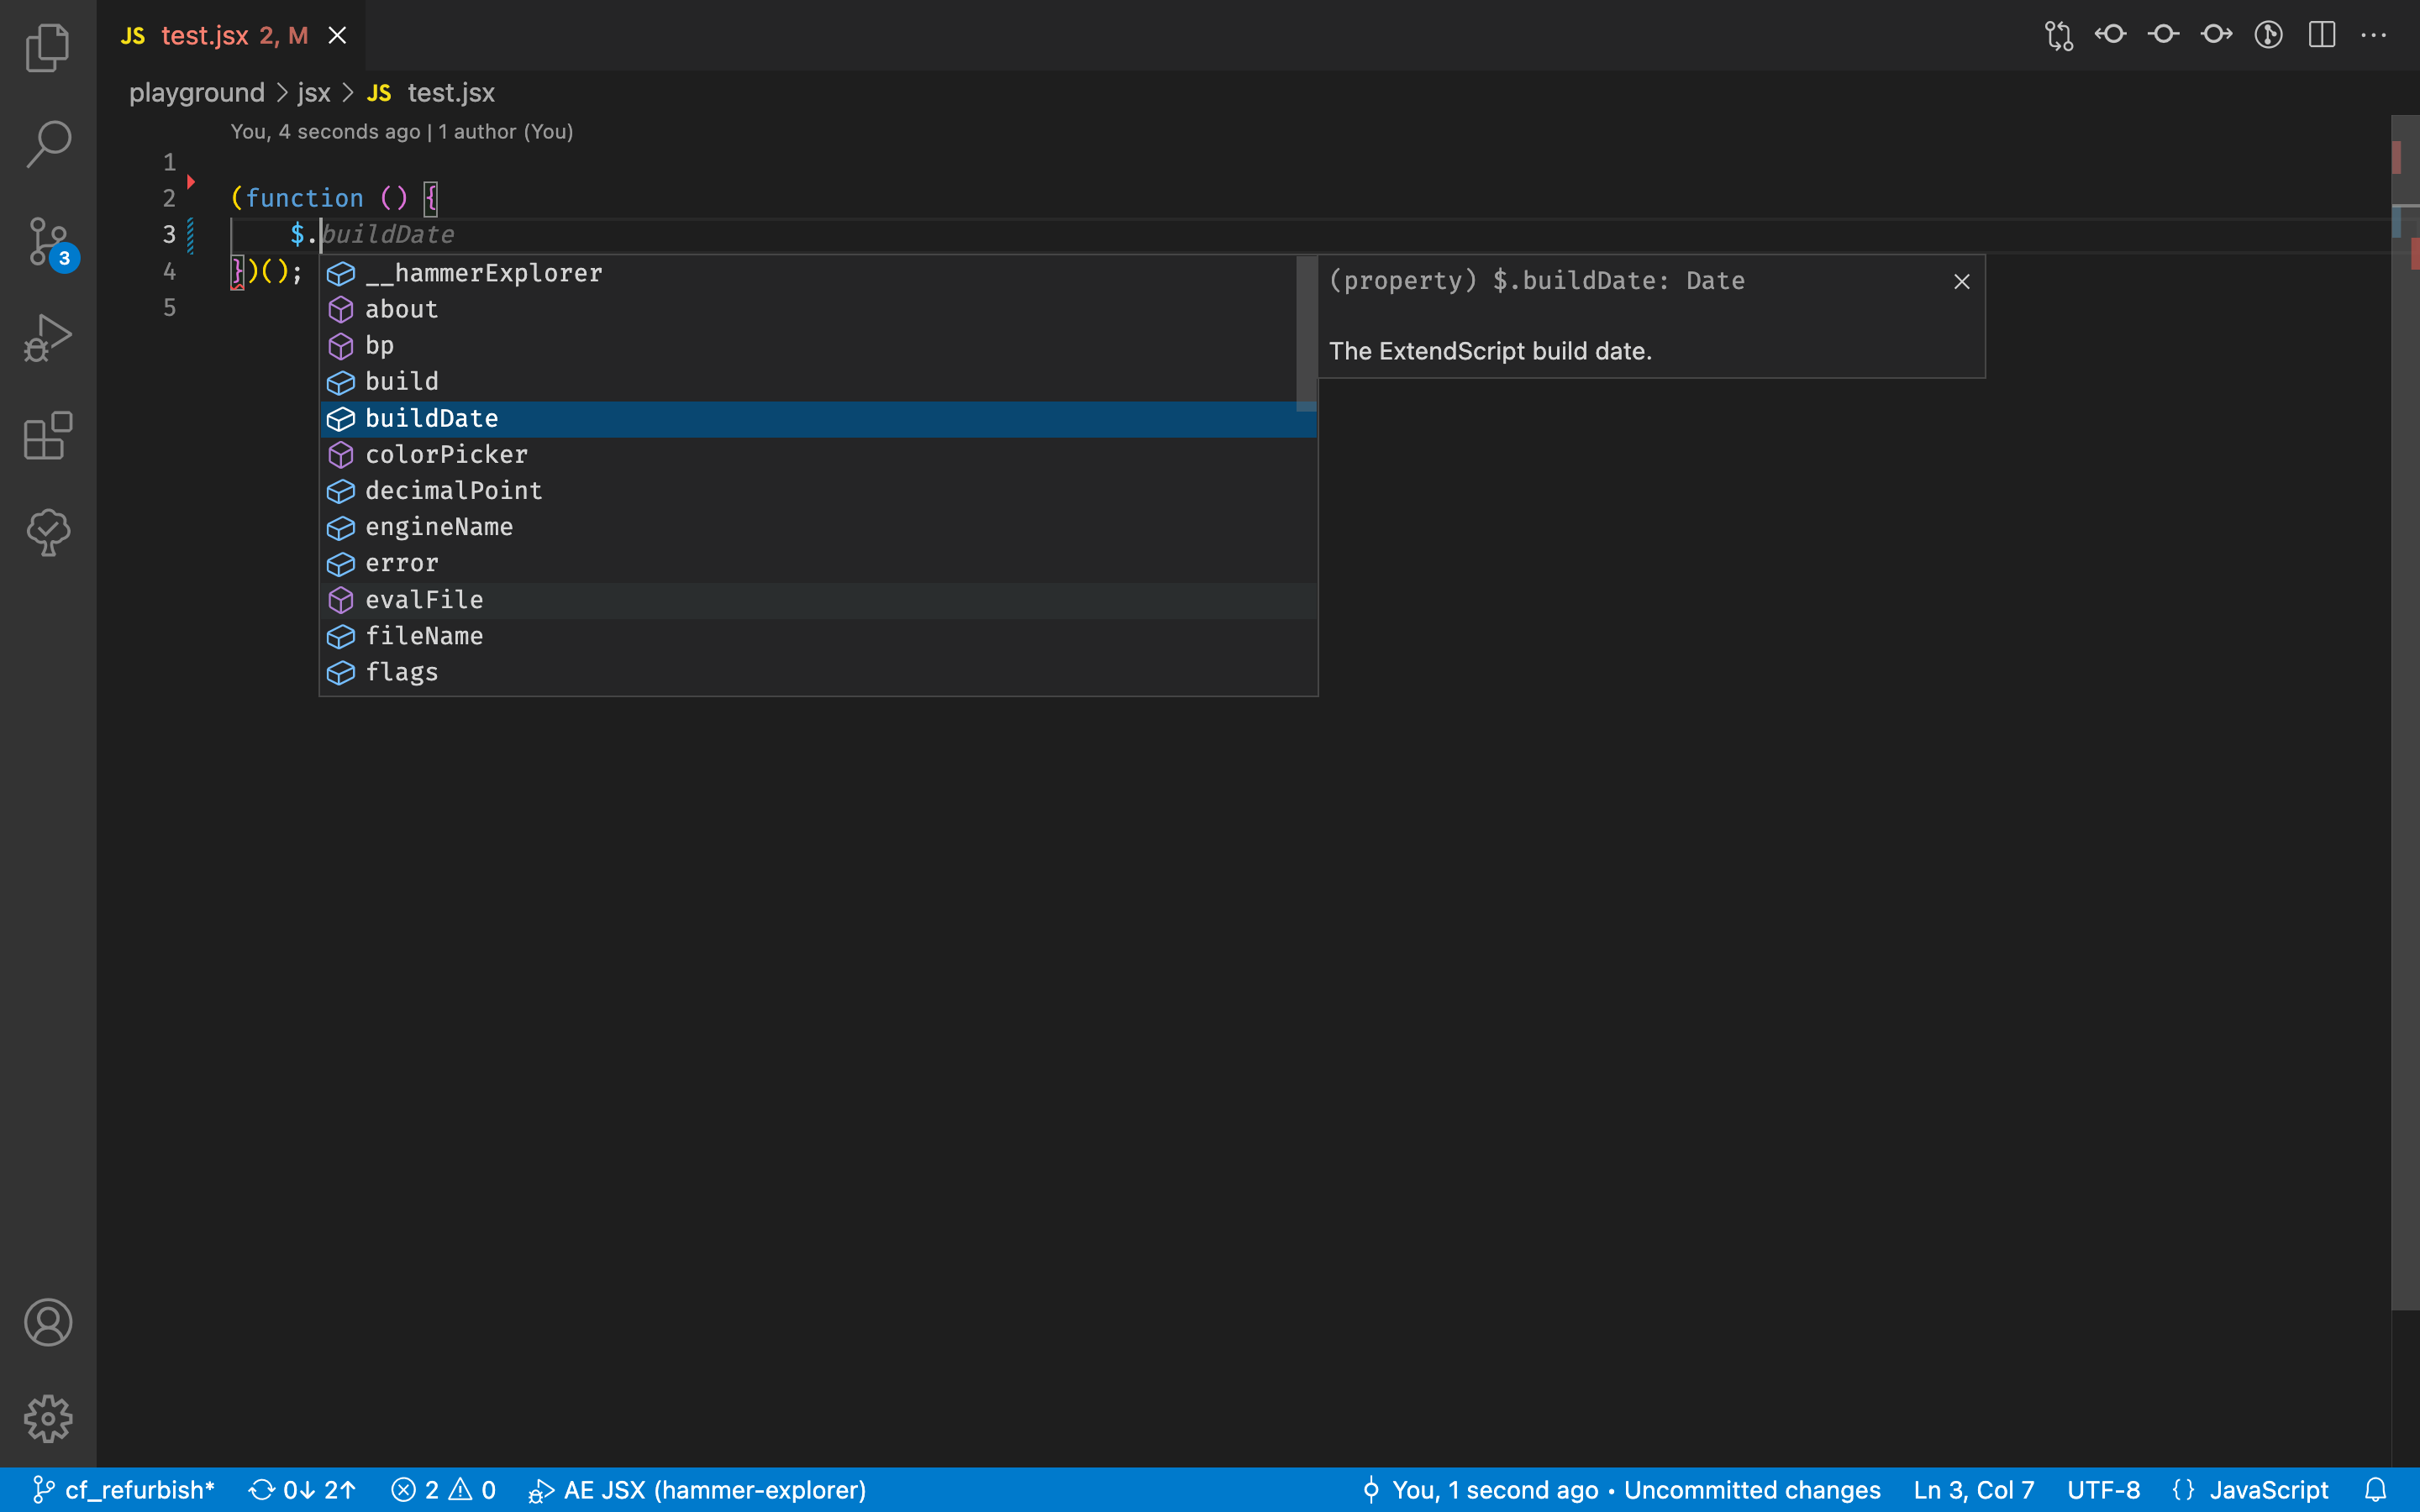 JS test.jsx 2, M
playground > jsx > JS test.jsx
You, 4 seconds ago | 1 author (You)
1
2 (function () {
3 $.buildDate
4 })();
5
__hammerExplorer
about
bp
build
buildDate
colorPicker
decimalPoint
engineName
error
evalFile
fileName
flags
(property) $.buildDate: Date
The ExtendScript build date.
3
cf_refurbish* 0↓ 2↑ 2 0 AE JSX (hammer-explorer) You, 1 second ago • Uncommitted changes Ln 3, Col 7 UTF-8 {} JavaScript